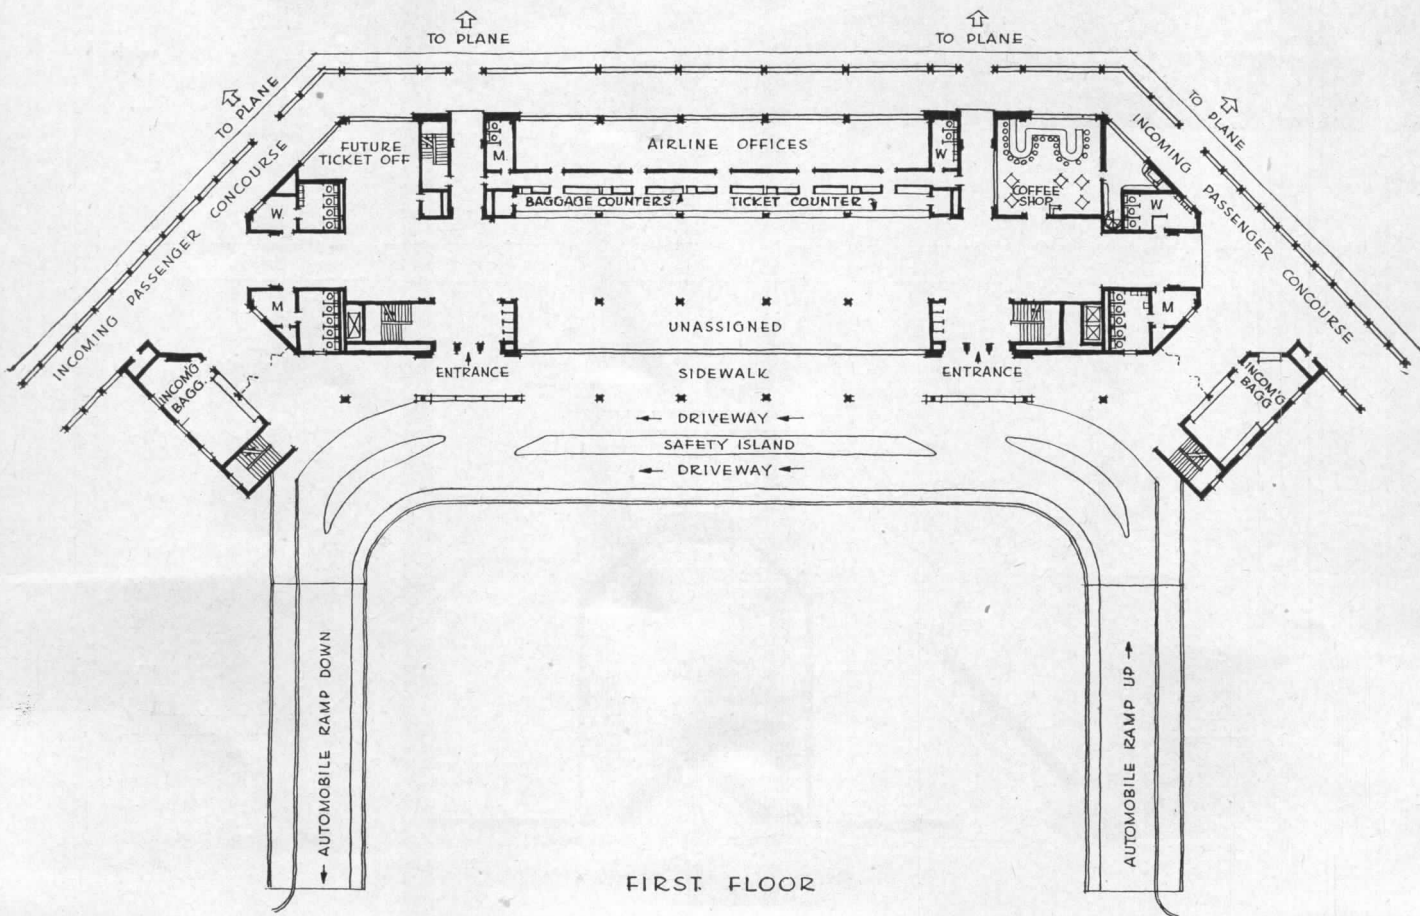 TO PLANE
TO PLANE
TO PLANE
TO PLANE
INCOMING PASSENGER CONCOURSE
INCOMING PASSENGER CONCOURSE
FUTURE
TICKET OFF
M.
AIRLINE OFFICES
W
COFFEE
SHOP
BAGGAGE COUNTERS
TICKET COUNTER
W.
W
M
M
UNASSIGNED
ENTRANCE
SIDEWALK
ENTRANCE
INCOM'G
BAGG.
INCOM'G
BAGG
DRIVEWAY
SAFETY ISLAND
DRIVEWAY
AUTOMOBILE RAMP DOWN
AUTOMOBILE RAMP UP
FIRST FLOOR